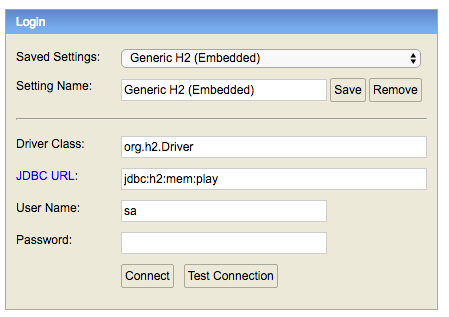 Login
Saved Settings: Generic H2 (Embedded)
Setting Name: Generic H2 (Embedded) Save Remove
Driver Class: org.h2.Driver
JDBC URL: jdbc:h2:mem:play
User Name: sa
Password:
Connect Test Connection